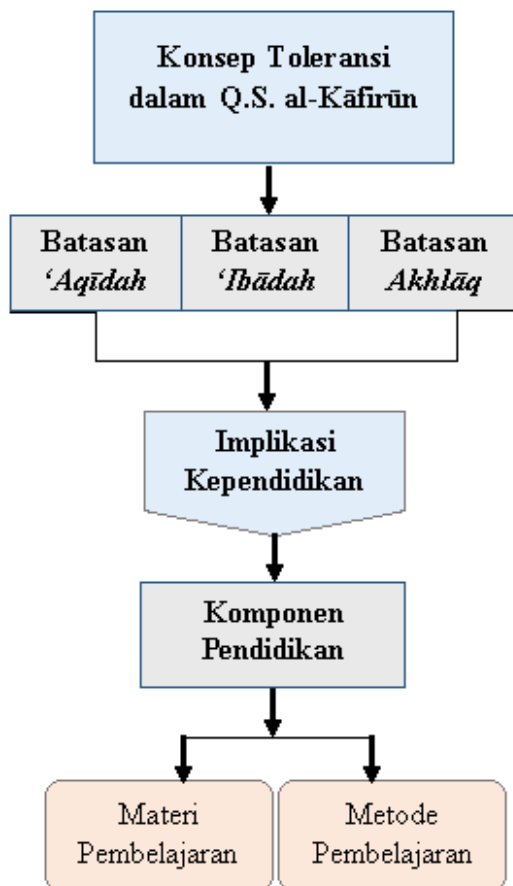 Konsep Toleransi
dalam Q.S. al-Kāfirūn
Batasan
‘Aqīdah
Batasan
‘Ibādah
Batasan
Akhlāq
Implikasi
Kependidikan
Komponen
Pendidikan
Materi
Pembelajaran
Metode
Pembelajaran